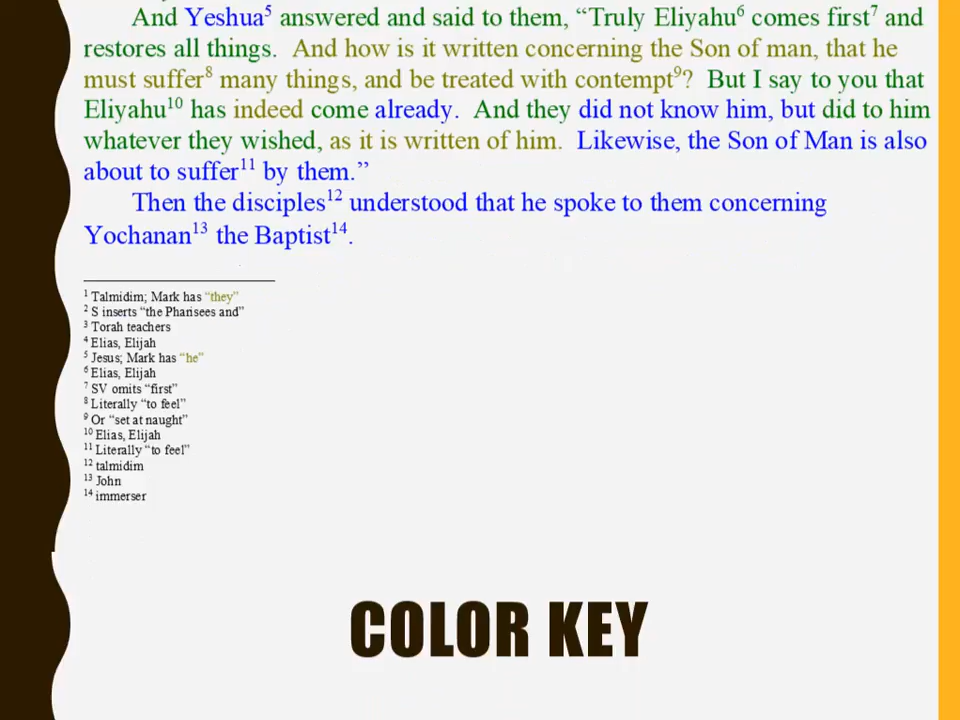 And Yeshua⁵ answered and said to them, “Truly Eliyahu⁶ comes first⁷ and
restores all things.  And how is it written concerning the Son of man, that he
must suffer⁸ many things, and be treated with contempt⁹?  But I say to you that
Eliyahu¹⁰ has indeed come already.  And they did not know him, but did to him
whatever they wished, as it is written of him.  Likewise, the Son of Man is also
about to suffer¹¹ by them.”
Then the disciples¹² understood that he spoke to them concerning
Yochanan¹³ the Baptist¹⁴.
¹ Talmidim; Mark has “they”
² S inserts “the Pharisees and”
³ Torah teachers
⁴ Elias, Elijah
⁵ Jesus; Mark has “he”
⁶ Elias, Elijah
⁷ SV omits “first”
⁸ Literally “to feel”
⁹ Or “set at naught”
¹⁰ Elias, Elijah
¹¹ Literally “to feel”
¹² talmidim
¹³ John
¹⁴ immerser
COLOR KEY